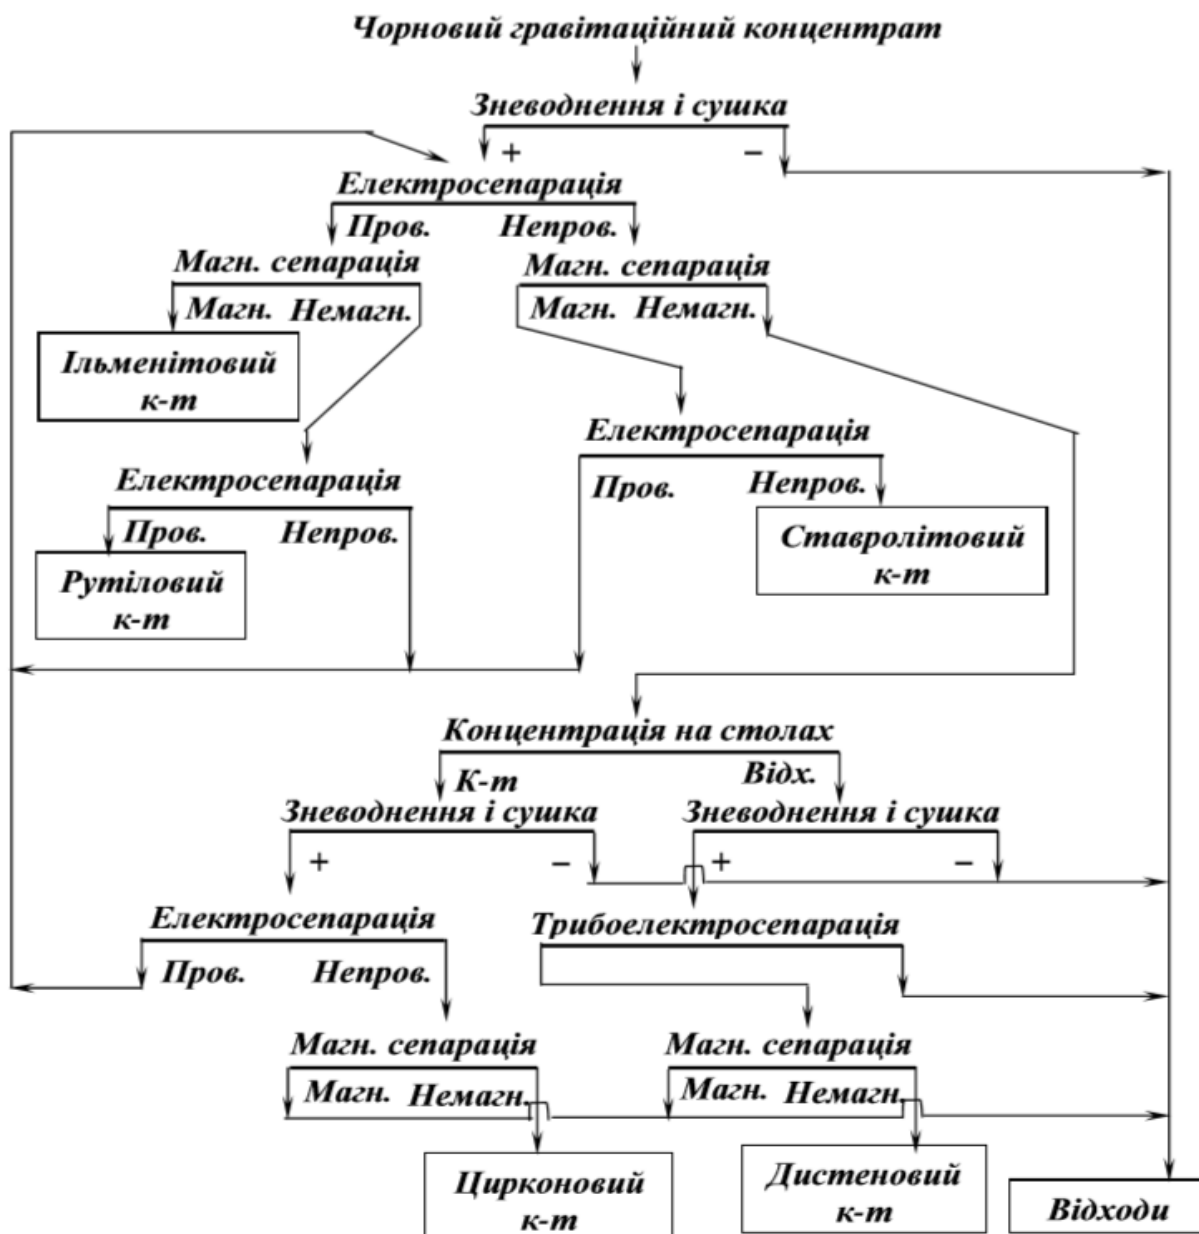 Чорновий гравітаційний концентрат
Зневоднення і сушка
+ –
Електросепарація
Пров. Непров.
Магн. сепарація Магн. сепарація
Магн. Немагн. Магн. Немагн.
Ільменітовий
к-т
Електросепарація
Пров. Непров.
Ставролітовий
к-т
Електросепарація
Пров. Непров.
Рутіловий
к-т
Концентрація на столах
К-т Відх.
Зневоднення і сушка Зневоднення і сушка
+ – + –
Електросепарація Трибоелектросепарація
Пров. Непров.
Магн. сепарація Магн. сепарація
Магн. Немагн. Магн. Немагн.
Цирконовий
к-т
Дистеновий
к-т
Відходи